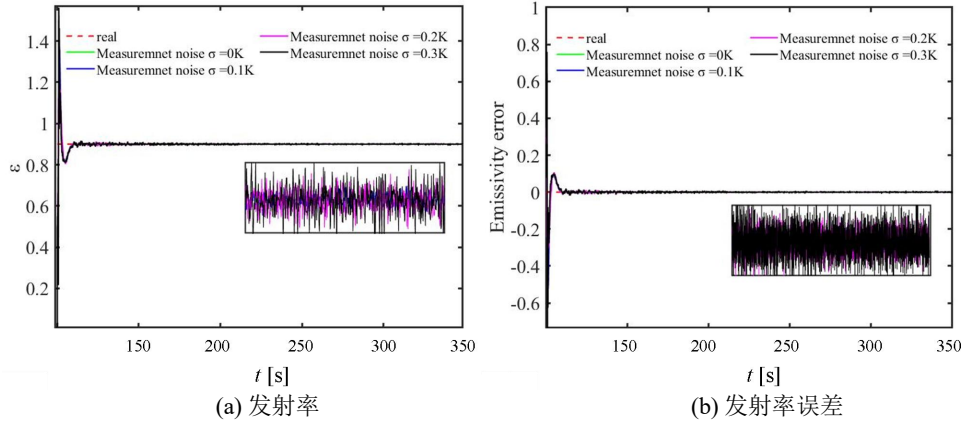 1.4
1
0.8
0.6
0.4
0.2
ε
real
Measuremnet noise σ =0K
Measuremnet noise σ =0.1K
Measuremnet noise σ =0.2K
Measuremnet noise σ =0.3K
100 150 200 250 300 350
t [s]
(a) 发射率
1
0.8
0.6
0.4
0.2
0
-0.2
-0.4
-0.6
Emissivity error
real
Measuremnet noise σ =0K
Measuremnet noise σ =0.1K
Measuremnet noise σ =0.2K
Measuremnet noise σ =0.3K
100 150 200 250 300 350
t [s]
(b) 发射率误差